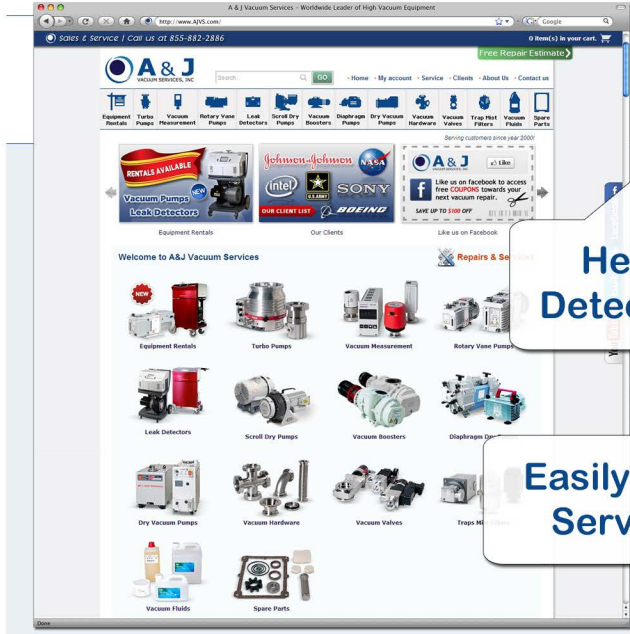 A & J Vacuum Services - Worldwide Leader of High Vacuum Equipment
http://www.AJVS.com/
Google
Sales & Service | Call us at 855-882-2886
0 item(s) in your cart.
Free Repair Estimate
A & J
VACUUM SERVICES, INC
Search...
GO
Home
My account
Service
Clients
About Us
Contact us
Equipment Rentals
Turbo Pumps
Vacuum Measurement
Rotary Vane Pumps
Leak Detectors
Scroll Dry Pumps
Vacuum Boosters
Diaphragm Pumps
Dry Vacuum Pumps
Vacuum Hardware
Vacuum Valves
Trap Mist Filters
Vacuum Fluids
Spare Parts
Serving customers since year 2000!
RENTALS AVAILABLE
NEW
Vacuum Pumps
Leak Detectors
Johnson & Johnson
NASA
intel
U.S.ARMY
SONY
OUR CLIENT LIST
BOEING
A & J
Like
Like us on facebook to access
free COUPONS towards your
next vacuum repair.
SAVE UP TO $100 OFF
Equipment Rentals
Our Clients
Like us on Facebook
Welcome to A&J Vacuum Services
Repairs & Se
He
Detec
NEW
Equipment Rentals
Turbo Pumps
Vacuum Measurement
Rotary Vane Pumps
Leak Detectors
Scroll Dry Pumps
Vacuum Boosters
Diaphragm Dr
Easily
Serv
Dry Vacuum Pumps
Vacuum Hardware
Vacuum Valves
Traps Mi
Vacuum Fluids
Spare Parts
Done